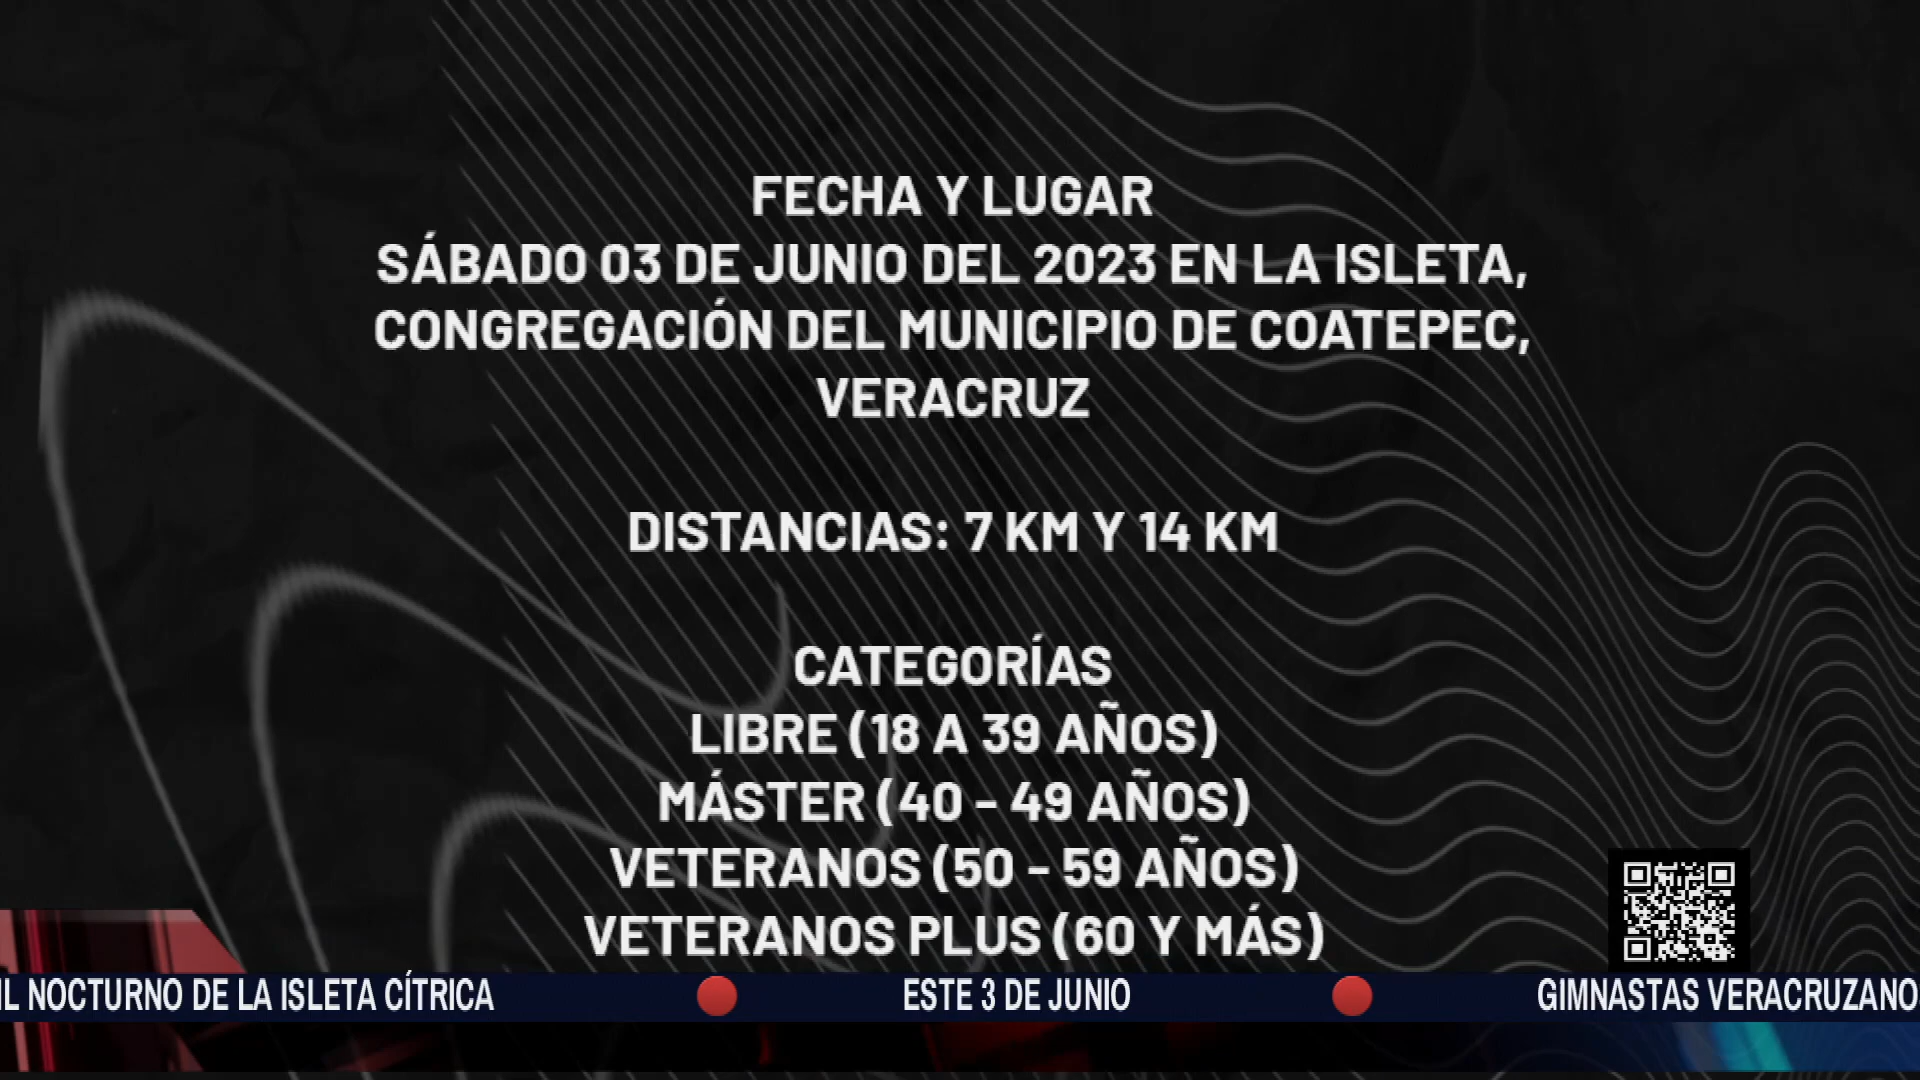 FECHA Y LUGAR
SÁBADO 03 DE JUNIO DEL 2023 EN LA ISLETA,
CONGREGACIÓN DEL MUNICIPIO DE COATEPEC,
VERACRUZ
DISTANCIAS: 7 KM Y 14 KM
CATEGORÍAS
LIBRE (18 A 39 AÑOS)
MÁSTER (40 - 49 AÑOS)
VETERANOS (50 - 59 AÑOS)
VETERANOS PLUS (60 Y MÁS)
NOCTURNO DE LA ISLETA CÍTRICA ESTE 3 DE JUNIO GIMNASTAS VERACRUZANO